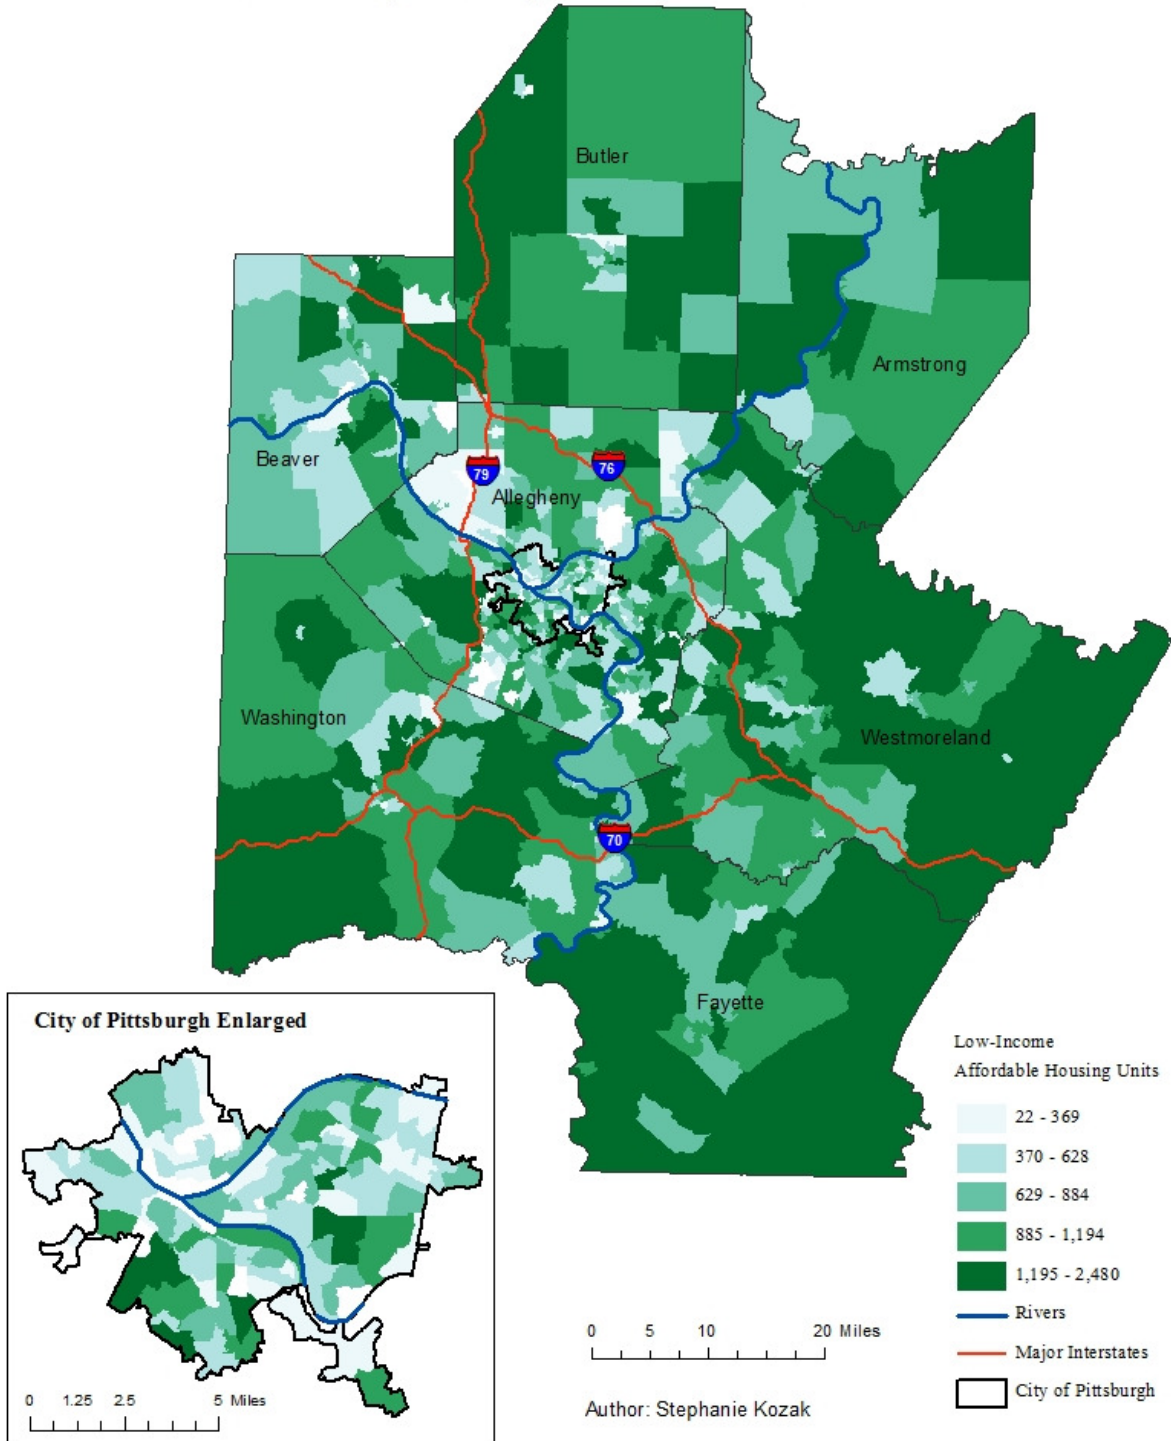 Butler
Armstrong
Beaver
79
76
Allegheny
Washington
Westmoreland
70
Fayette
City of Pittsburgh Enlarged
0 1.25 2.5 5 Miles
Low-Income
Affordable Housing Units
22 - 369
370 - 628
629 - 884
885 - 1,194
1,195 - 2,480
Rivers
Major Interstates
City of Pittsburgh
0 5 10 20 Miles
Author: Stephanie Kozak